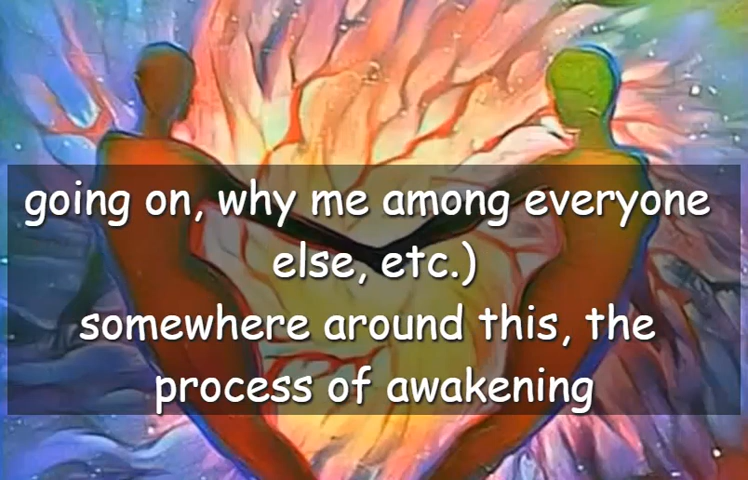 going on, why me among everyone
else, etc.)
somewhere around this, the
process of awakening